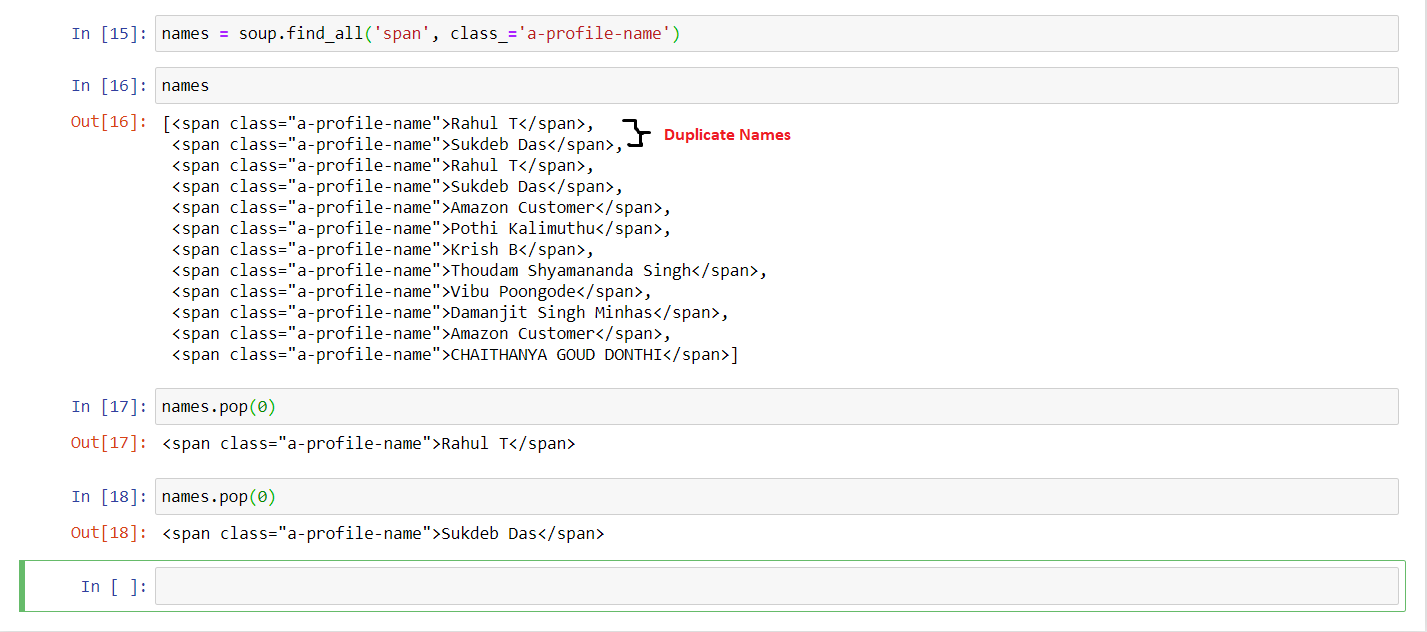 In [15]: names = soup.find_all('span', class_='a-profile-name')
In [16]: names
Out[16]: [<span class="a-profile-name">Rahul T</span>,
Duplicate Names
<span class="a-profile-name">Sukdeb Das</span>,
<span class="a-profile-name">Rahul T</span>,
<span class="a-profile-name">Sukdeb Das</span>,
<span class="a-profile-name">Amazon Customer</span>,
<span class="a-profile-name">Pothi Kalimuthu</span>,
<span class="a-profile-name">Krish B</span>,
<span class="a-profile-name">Thoudam Shyamananda Singh</span>,
<span class="a-profile-name">Vibu Poongode</span>,
<span class="a-profile-name">Damanjit Singh Minhas</span>,
<span class="a-profile-name">Amazon Customer</span>,
<span class="a-profile-name">CHAITHANYA GOUD DONTHI</span>]
In [17]: names.pop(0)
Out[17]: <span class="a-profile-name">Rahul T</span>
In [18]: names.pop(0)
Out[18]: <span class="a-profile-name">Sukdeb Das</span>
In [ ]: